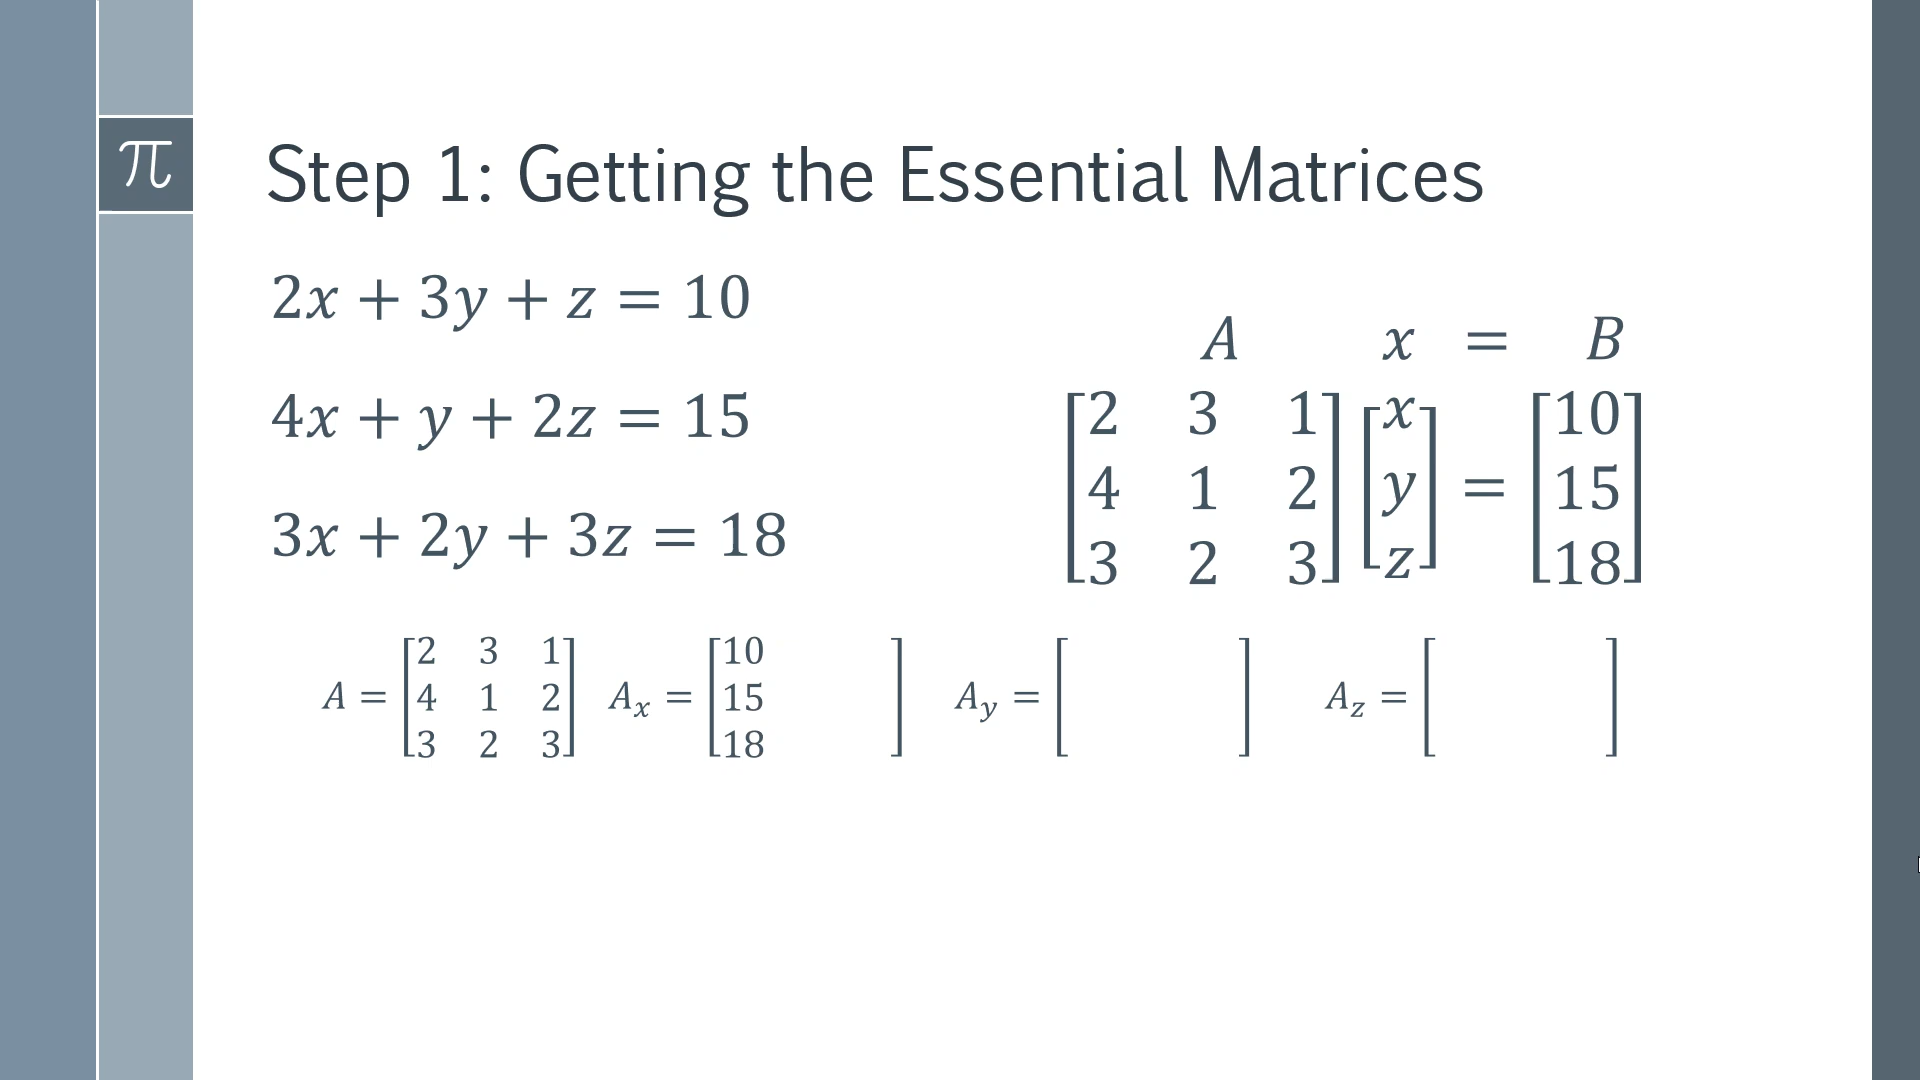 π
Step 1: Getting the Essential Matrices
2x + 3y + z = 10
4x + y + 2z = 15
3x + 2y + 3z = 18
A x = B
[2 3 1] [x] [10]
[4 1 2] [y] = [15]
[3 2 3] [z] [18]
A = [2 3 1; 4 1 2; 3 2 3] Aₓ = [10; 15; 18 ] A_y = [ ] A_z = [ ]